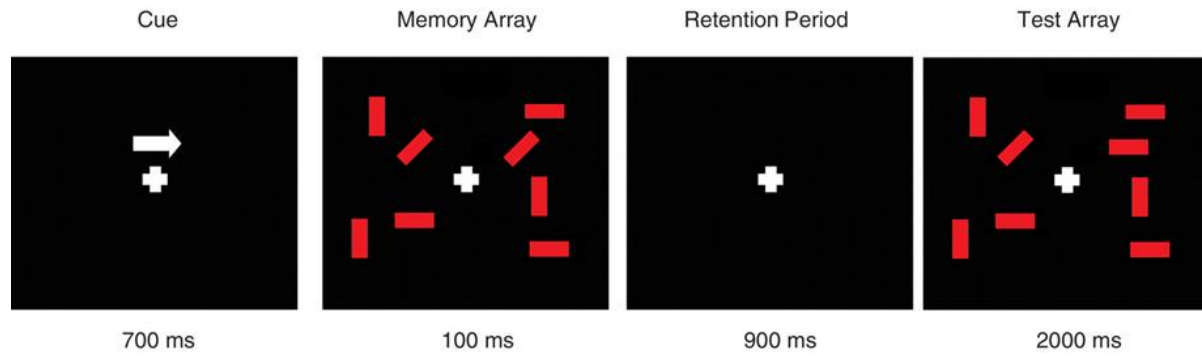 Cue
Memory Array
Retention Period
Test Array
700 ms
100 ms
900 ms
2000 ms